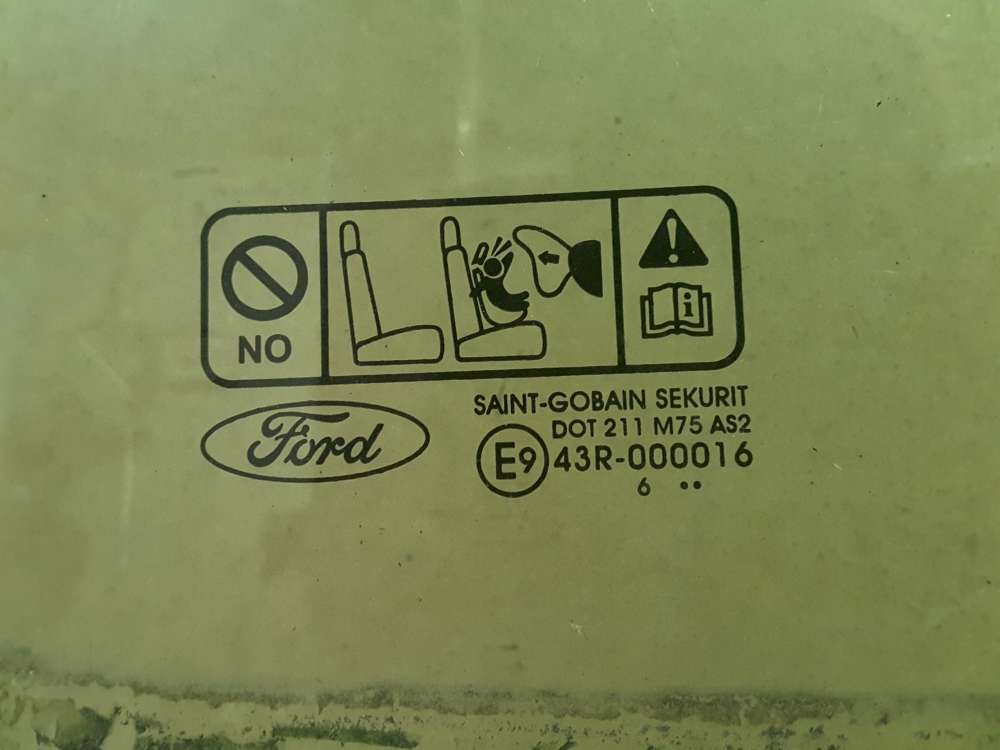 NO
i
Ford
SAINT-GOBAIN SEKURIT
DOT 211 M75 AS2
E9 43R-000016
6 ••